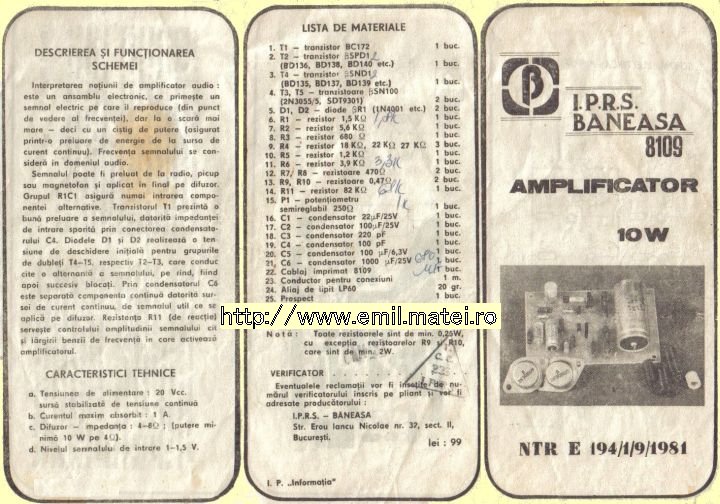 DESCRIEREA ȘI FUNCȚIONAREA
SCHEMEI
Interpretarea noțiunii de amplificator audio :
este un ansamblu electronic, ce primește un
semnal electric pe care îl reproduce (din punct
de vedere al frecvenței), dar la o scară mai
mare – deci cu un cîștig de putere (asigurat
printr-o preluare de energie de la sursa de
curent continuu). Frecvența semnalului se con-
sideră în domeniul audio.
Semnalul poate fi preluat de la radio, picup
sau magnetofon și aplicat în final pe difuzor.
Grupul R1C1 asigură numai intrarea compo-
nentei alternative. Tranzistorul T1 prezintă o
bună preluare a semnalului, datorită impedanței
de intrare sporită prin conectarea condensato-
rului C4. Diodele D1 și D2 realizează o ten-
siune de deschidere inițială pentru grupurile
de dubleți T4–T5, respectiv T2–T3, care conduc
cîte o alternantă a semnalului, pe rînd, fiind
apoi succesiv blocați. Prin condensatorul C6
este separată componenta continuă datorită sur-
sei de curent continuu, de semnalul util ce se
aplică pe difuzor. Rezistența R11 (de reacție)
servește controlului amplitudinii semnalului cît
și lărgirii benzii de frecvență în care activează
amplificatorul.
CARACTERISTICI TEHNICE
a. Tensiunea de alimentare : 20 Vcc.
sursă stabilizată de tensiune continuă
b. Curentul maxim absorbit : 1 A.
c. Difuzor – impedanța : 4–8Ω ; (putere mini-
mă 10 W pe 4Ω).
d. Nivelul semnalului de intrare 1–1,5 V.
LISTA DE MATERIALE
1. T1 – tranzistor BC172 1 buc.
2. T2 – tranzistor βSPD1
(BD136, BD138, BD140 etc.) 1 buc.
3. T4 – tranzistor βSND1
(BD135, BD137, BD139 etc.) 1 buc.
4. T3, T5 – tranzistoare βSN100
(2N3055/5, SDT9301) 2 buc.
5. D1, D2 – diode βR1 (1N4001 etc.) 2 buc.
6. R1 – rezistor 1,5 KΩ 1 buc.
7. R2 – rezistor 5,6 KΩ 1 buc.
8. R3 – rezistor 680 Ω 1 buc.
9. R4 – rezistor 18 KΩ, 22 KΩ 27 KΩ 3 buc.
10. R5 – rezistor 1,2 KΩ 1 buc.
11. R6 – rezistor 3,9 KΩ 3,3K 1 buc.
12. R7/ R8 – rezistoare 470Ω 2 buc.
13. R9, R10 – rezistoare 0,47Ω 2 buc.
14. R11 – rezistor 82 KΩ 1 buc.
15. P1 – potențiometru
semireglabil 250Ω 1 buc.
16. C1 – condensator 22μF/25V 1 buc.
17. C2 – condensator 100μF/25V 1 buc.
18. C3 – condensator 220 pF 1 buc.
19. C4 – condensator 100 pF 1 buc.
20. C5 – condensator 100 μF/6,3V 1 buc.
21. C6 – condensator 1000 μF/25V 2 buc.
22. Cablaj imprimat 8109 1 buc.
23. Conductor pentru conexiuni 1 m.
24. Aliaj de lipit LP60 20 gr.
25. Prospect 1 buc.
http://www.emil.matei.ro
Notă: Toate rezistoarele sînt de min. 0,25W,
cu excepția rezistoarelor R9 și R10,
care sînt de min. 2W.
VERIFICATOR
Eventualele reclamații vor fi însoțite de nu-
mărul verificatorului înscris pe pliant și vor fi
adresate producătorului :
I.P.R.S. – BĂNEASA
Str. Erou Iancu Nicolae nr. 32, sect. II,
București.
lei : 99
I. P. „Informația"
I.P.R.S.
BANEASA
8109
AMPLIFICATOR
10 W
NTR E 194/1/9/1981